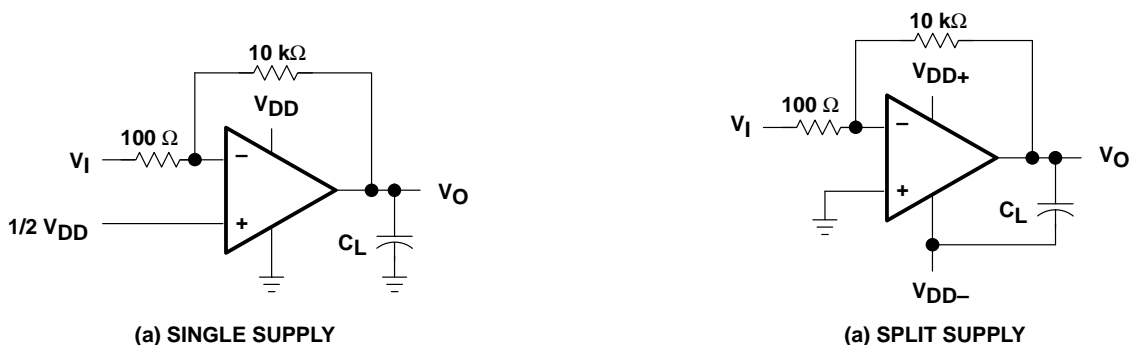 10 kΩ
VDD
100 Ω
VI
−
+
1/2 VDD
VO
CL
(a) SINGLE SUPPLY
10 kΩ
VDD+
100 Ω
VI
−
+
VO
CL
VDD−
(a) SPLIT SUPPLY